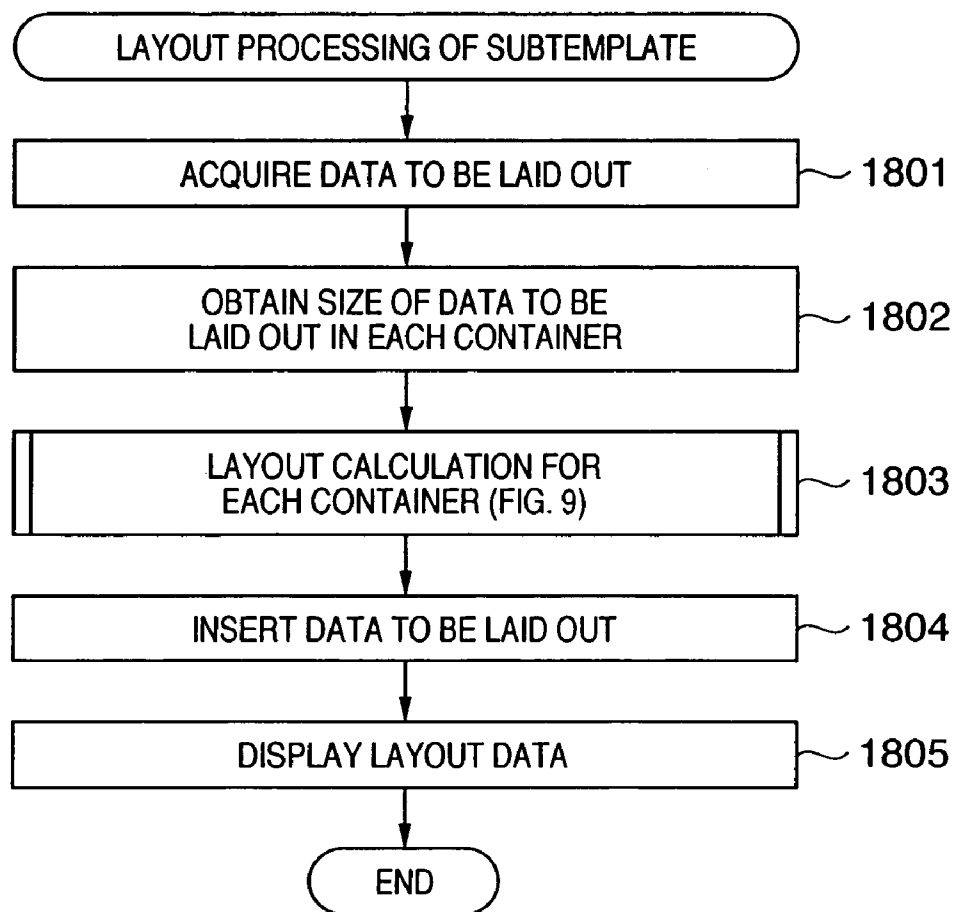 LAYOUT PROCESSING OF SUBTEMPLATE
ACQUIRE DATA TO BE LAID OUT
1801
OBTAIN SIZE OF DATA TO BE
LAID OUT IN EACH CONTAINER
1802
LAYOUT CALCULATION FOR
EACH CONTAINER (FIG. 9)
1803
INSERT DATA TO BE LAID OUT
1804
DISPLAY LAYOUT DATA
1805
END